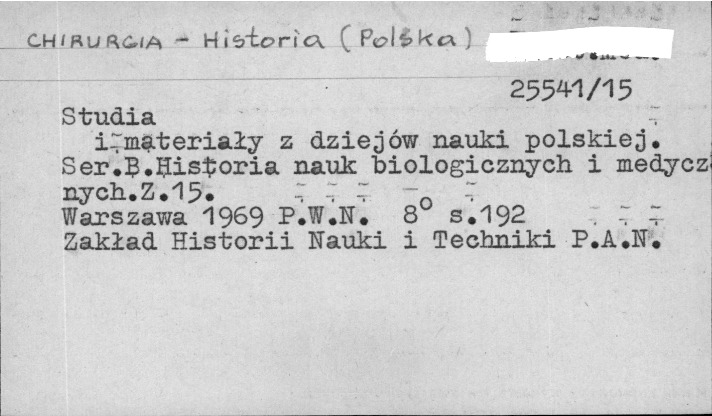 CHIRURGIA - Historia (Polska)
25541/15
Studia
i materiały z dziejów nauki polskiej.
Ser.B.Historia nauk biologicznych i medycz
nych.Z.15.
Warszawa 1969 P.W.N. 8° s.192
Zakład Historii Nauki i Techniki P.A.N.